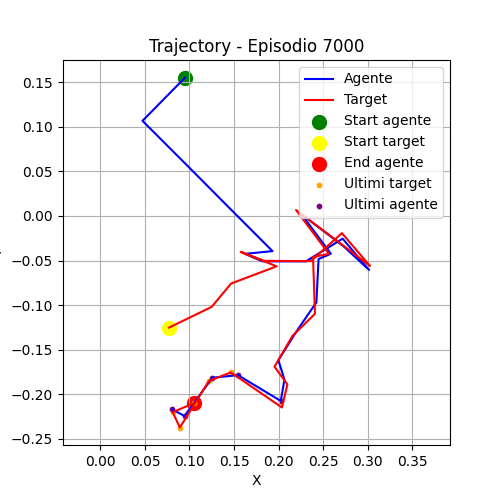 Trajectory - Episodio 7000
Agente
Target
Start agente
Start target
End agente
Ultimi target
Ultimi agente
0.15
0.10
0.05
0.00
−0.05
−0.10
−0.15
−0.20
−0.25
0.00 0.05 0.10 0.15 0.20 0.25 0.30 0.35
X